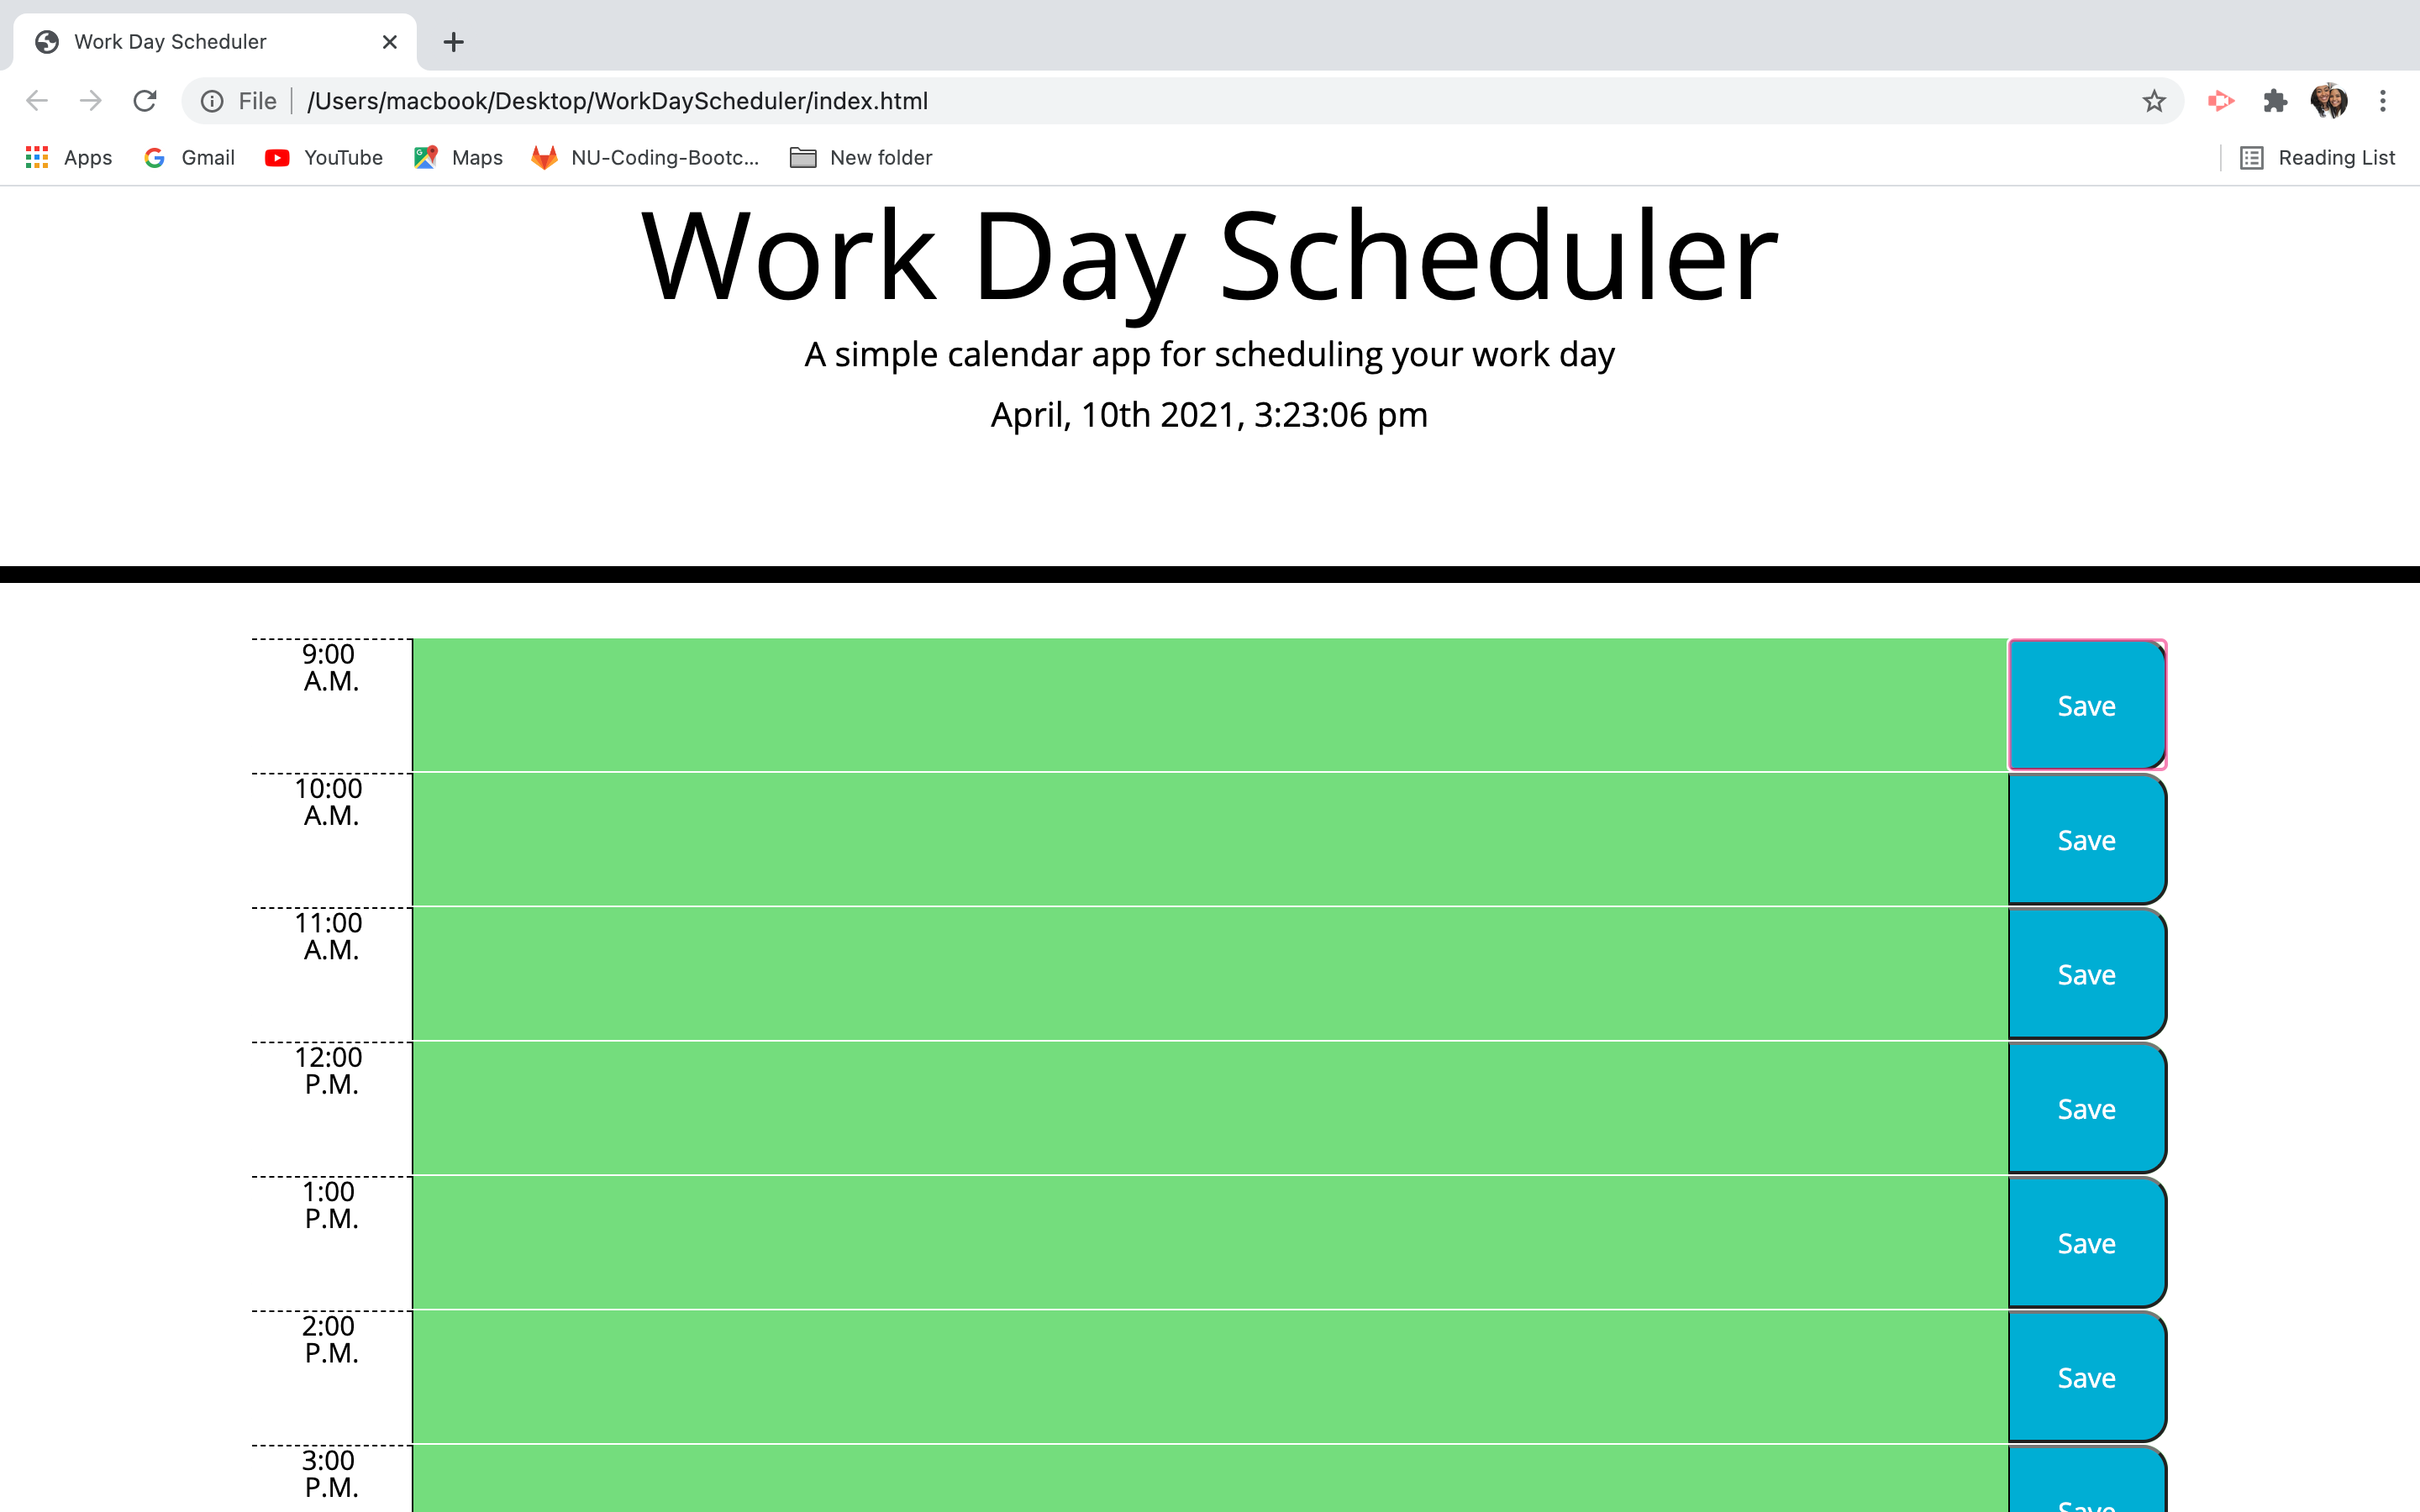 Work Day Scheduler
File /Users/macbook/Desktop/WorkDayScheduler/index.html
Apps Gmail YouTube Maps NU-Coding-Bootc... New folder Reading List
Work Day Scheduler
A simple calendar app for scheduling your work day
April, 10th 2021, 3:23:06 pm
9:00
A.M.
Save
10:00
A.M.
Save
11:00
A.M.
Save
12:00
P.M.
Save
1:00
P.M.
Save
2:00
P.M.
Save
3:00
P.M.
Save